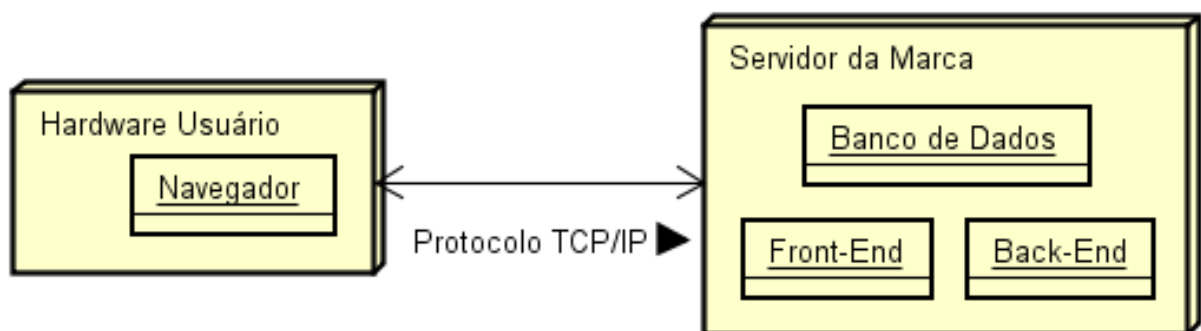 Hardware Usuário
Navegador
Protocolo TCP/IP
Servidor da Marca
Banco de Dados
Front-End
Back-End